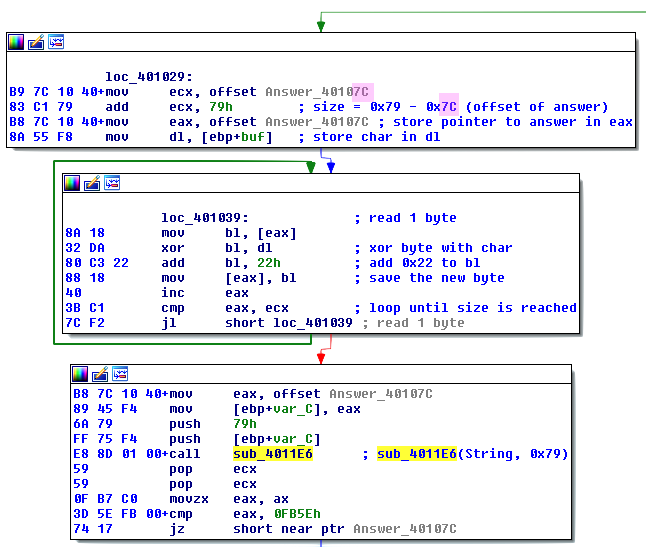 loc_401029:
B9 7C 10 40+mov ecx, offset Answer_40107C
83 C1 79 add ecx, 79h ; size = 0x79 - 0x7C (offset of answer)
B8 7C 10 40+mov eax, offset Answer_40107C ; store pointer to answer in eax
8A 55 F8 mov dl, [ebp+buf] ; store char in dl
loc_401039: ; read 1 byte
8A 18 mov bl, [eax]
32 DA xor bl, dl ; xor byte with char
80 C3 22 add bl, 22h ; add 0x22 to bl
88 18 mov [eax], bl ; save the new byte
40 inc eax
3B C1 cmp eax, ecx ; loop until size is reached
7C F2 jl short loc_401039 ; read 1 byte
B8 7C 10 40+mov eax, offset Answer_40107C
89 45 F4 mov [ebp+var_C], eax
6A 79 push 79h
FF 75 F4 push [ebp+var_C]
E8 8D 01 00+call sub_4011E6 ; sub_4011E6(String, 0x79)
59 pop ecx
59 pop ecx
0F B7 C0 movzx eax, ax
3D 5E FB 00+cmp eax, 0FB5Eh
74 17 jz short near ptr Answer_40107C